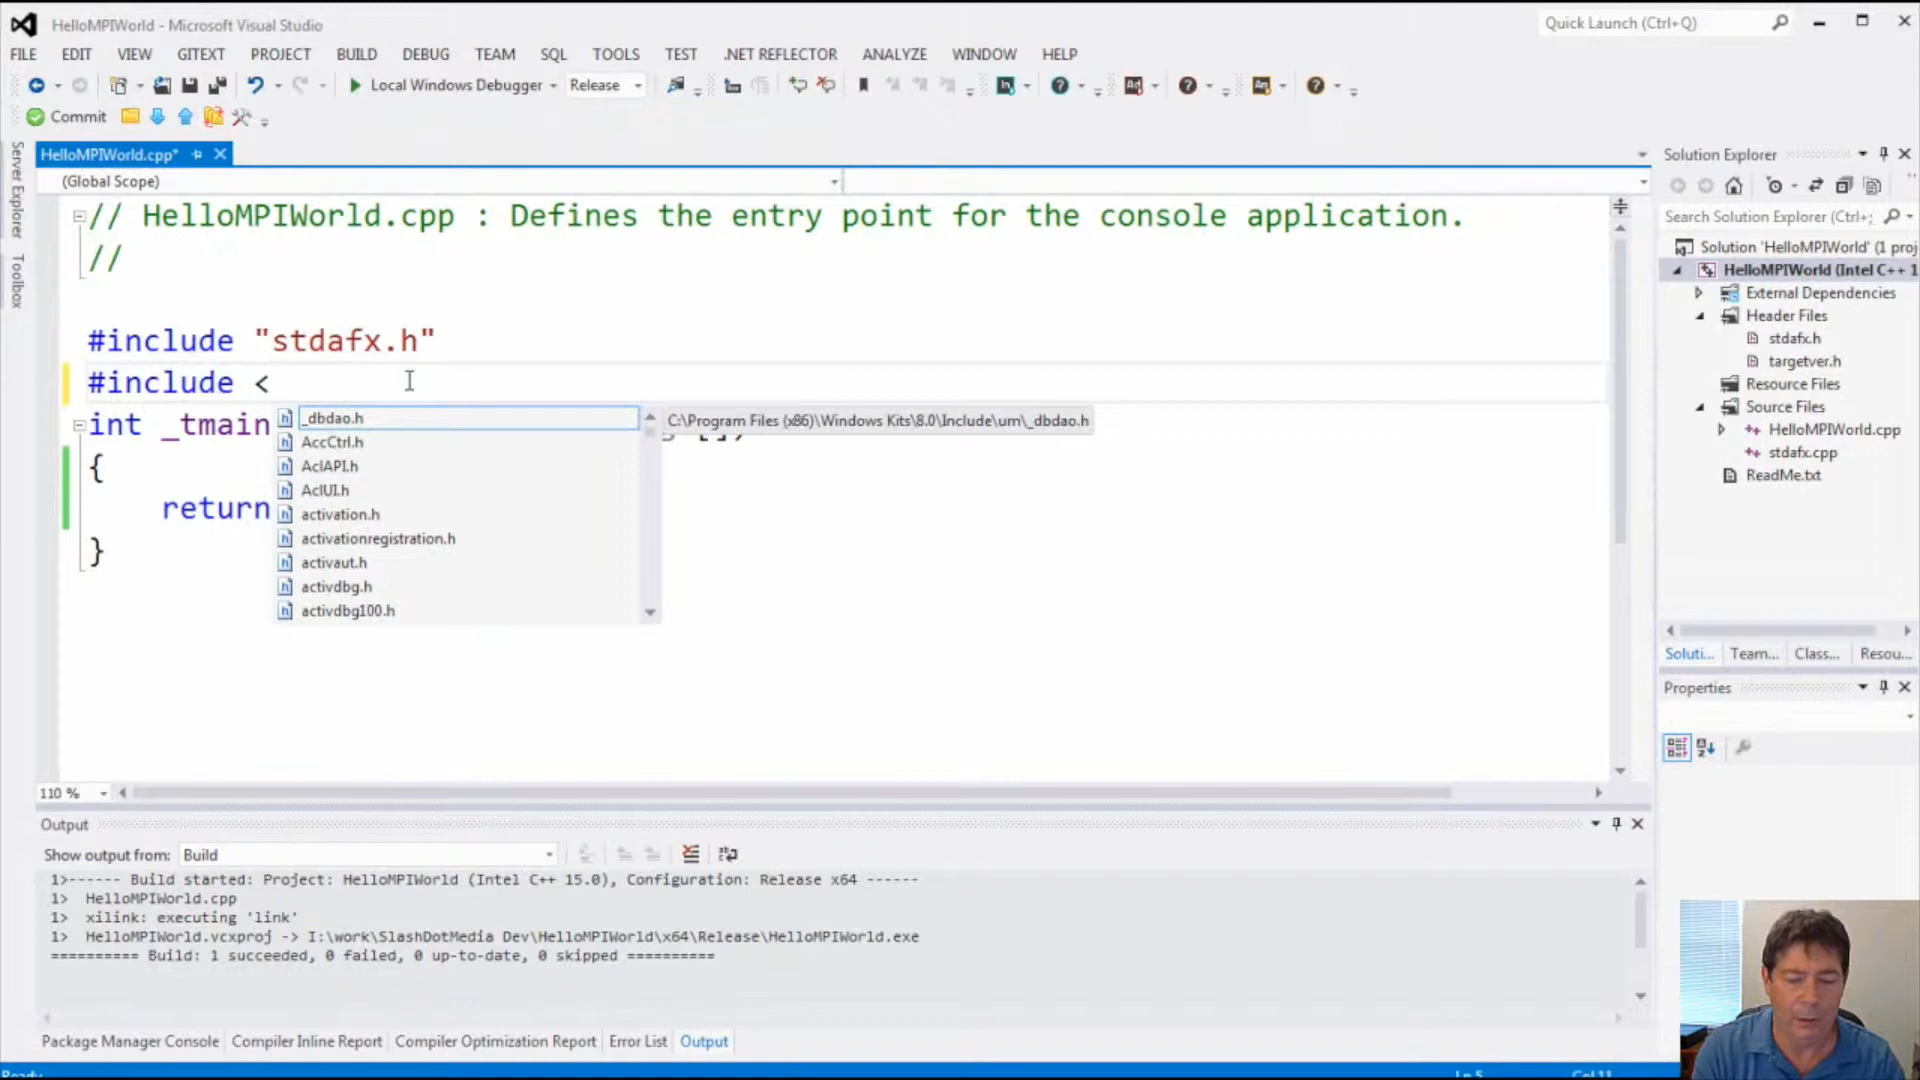 HelloMPIWorld - Microsoft Visual Studio
Quick Launch (Ctrl+Q)
FILE EDIT VIEW GITEXT PROJECT BUILD DEBUG TEAM SQL TOOLS TEST .NET REFLECTOR ANALYZE WINDOW HELP
Local Windows Debugger Release
Commit
Server Explorer
Toolbox
HelloMPIWorld.cpp*
(Global Scope)
// HelloMPIWorld.cpp : Defines the entry point for the console application.
//
#include "stdafx.h"
#include <
int _tmain
{
return
}
_dbdao.h
AccCtrl.h
AclAPI.h
AclUI.h
activation.h
activationregistration.h
activaut.h
activdbg.h
activdbg100.h
C:\Program Files (x86)\Windows Kits\8.0\Include\um\_dbdao.h
110 %
Solution Explorer
Search Solution Explorer (Ctrl+;
Solution 'HelloMPIWorld' (1 proj
HelloMPIWorld (Intel C++ 1
External Dependencies
Header Files
stdafx.h
targetver.h
Resource Files
Source Files
HelloMPIWorld.cpp
stdafx.cpp
ReadMe.txt
Soluti... Team... Class... Resou...
Properties
Output
Show output from: Build
1>------ Build started: Project: HelloMPIWorld (Intel C++ 15.0), Configuration: Release x64 ------
1> HelloMPIWorld.cpp
1> xilink: executing 'link'
1> HelloMPIWorld.vcxproj -> I:\work\SlashDotMedia Dev\HelloMPIWorld\x64\Release\HelloMPIWorld.exe
========== Build: 1 succeeded, 0 failed, 0 up-to-date, 0 skipped ==========
Package Manager Console Compiler Inline Report Compiler Optimization Report Error List Output
Ready Ln 5 Col 11